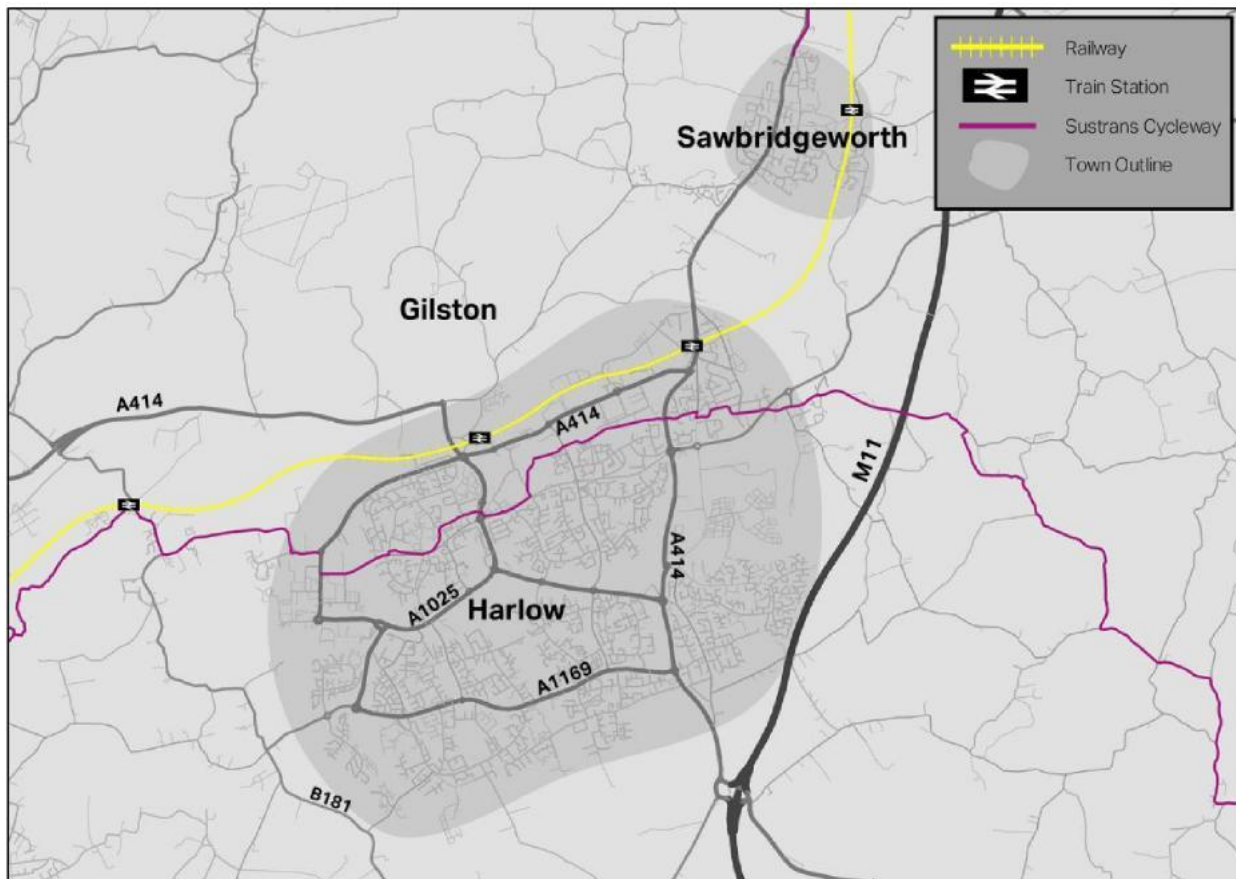 Railway
Train Station
Sustrans Cycleway
Town Outline
Sawbridgeworth
Gilston
A414
A414
M11
A414
A1025
Harlow
A1169
B181